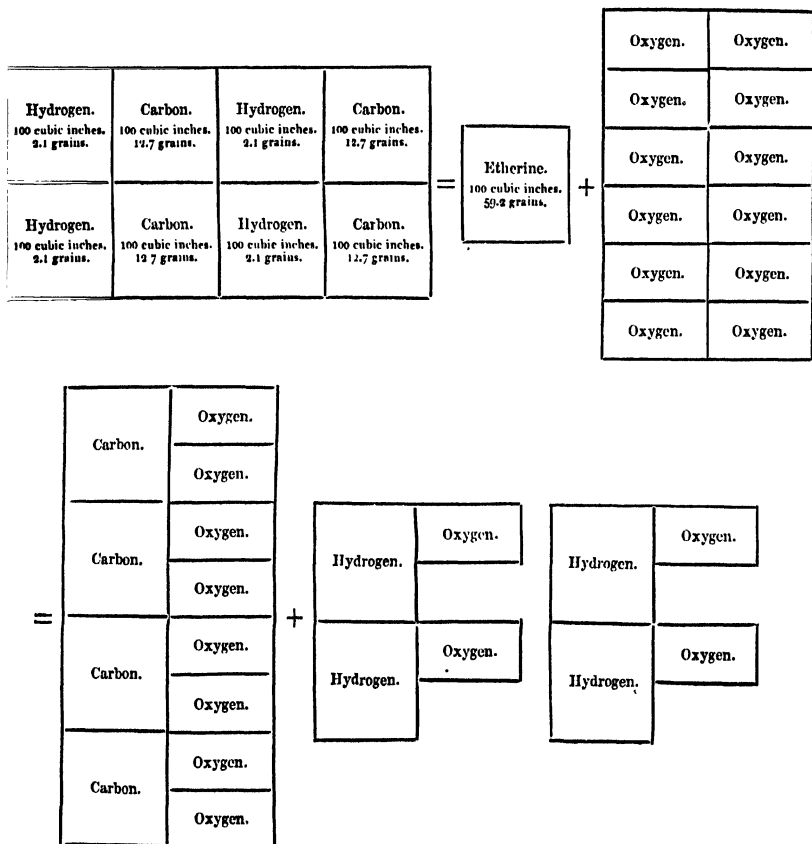 Hydrogen.
100 cubic inches.
2.1 grains.
Carbon.
100 cubic inches.
12.7 grains.
Hydrogen.
100 cubic inches.
2.1 grains.
Carbon.
100 cubic inches.
12.7 grains.
Hydrogen.
100 cubic inches.
2.1 grains.
Carbon.
100 cubic inches.
12 7 grains.
Hydrogen.
100 cubic inches.
2.1 grains.
Carbon.
100 cubic inches.
12.7 grains.
=
Etherine.
100 cubic inches.
59.2 grains.
+
Oxygen. Oxygen.
Oxygen. Oxygen.
Oxygen. Oxygen.
Oxygen. Oxygen.
Oxygen. Oxygen.
Oxygen. Oxygen.
=
Carbon.
Oxygen.
Oxygen.
Carbon.
Oxygen.
Oxygen.
Carbon.
Oxygen.
Oxygen.
Carbon.
Oxygen.
Oxygen.
+
Hydrogen.
Oxygen.
Hydrogen.
Oxygen.
Hydrogen.
Oxygen.
Hydrogen.
Oxygen.